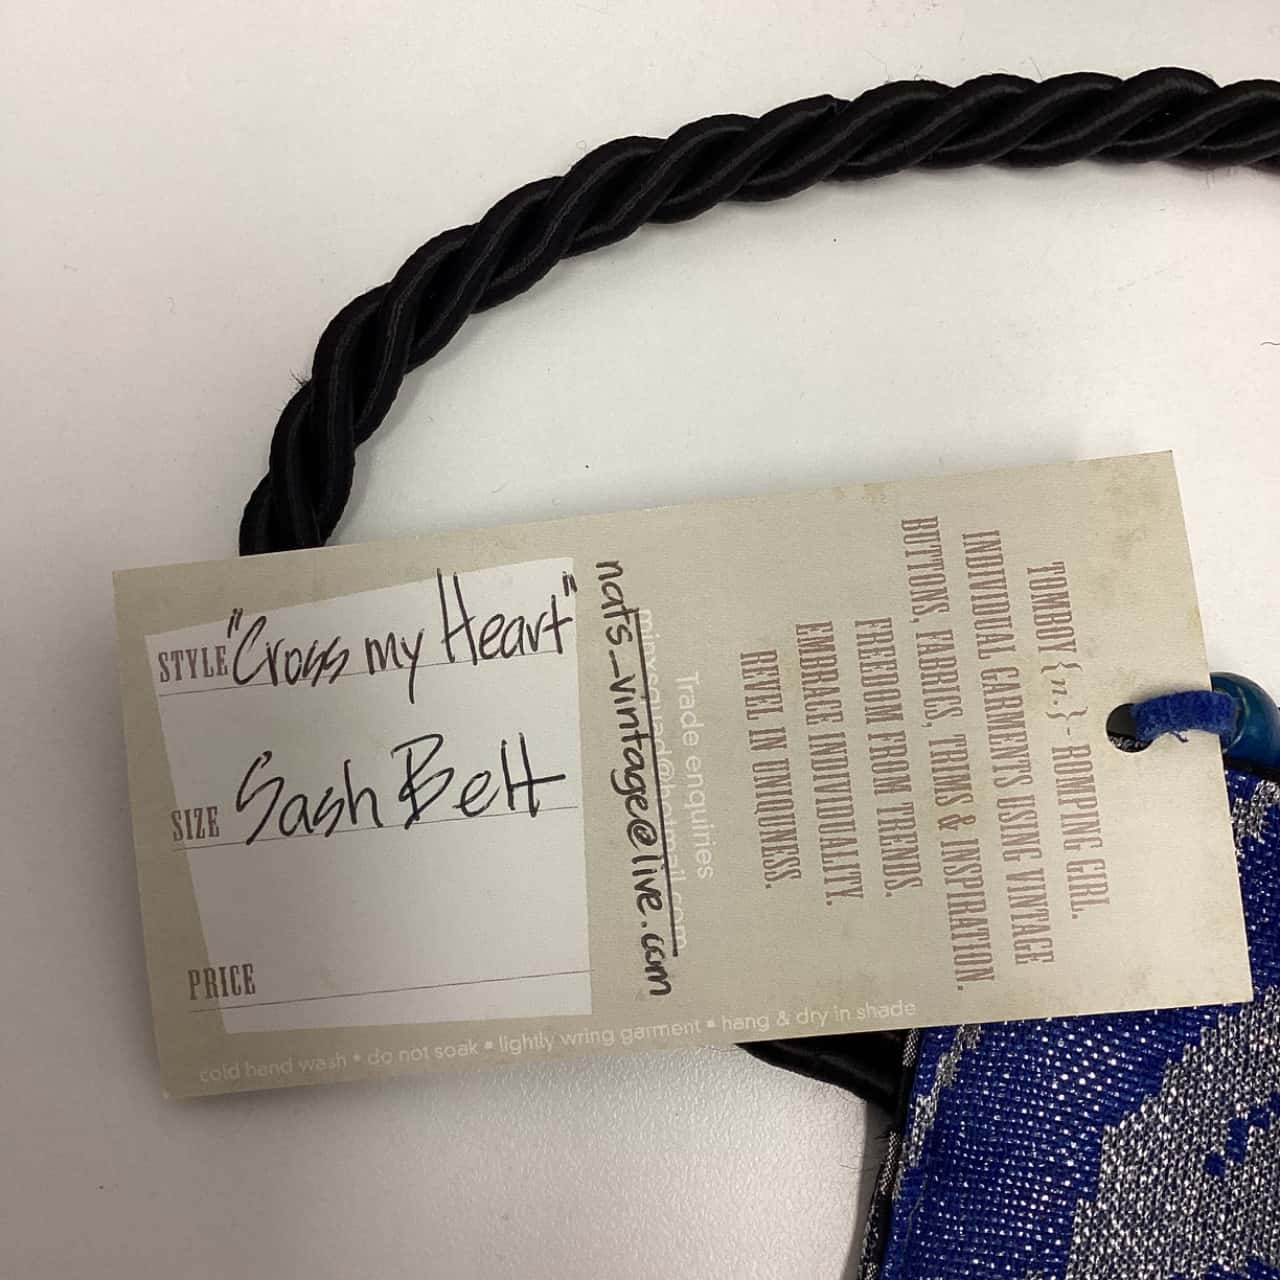 STYLE "Cross my Heart"
SIZE Sash Belt
PRICE
cold hand wash • do not soak • lightly wring garment • hang & dry in shade
TOMBOY {n.} - ROMPING GIRL.
INDIVIDUAL GARMENTS USING VINTAGE
BUTTONS, FABRICS, TRIMS & INSPIRATION.
FREEDOM FROM TRENDS.
EMBRACE INDIVIDUALITY.
REVEL IN UNIQUNESS.
Trade enquiries
nats_vintage@live.com